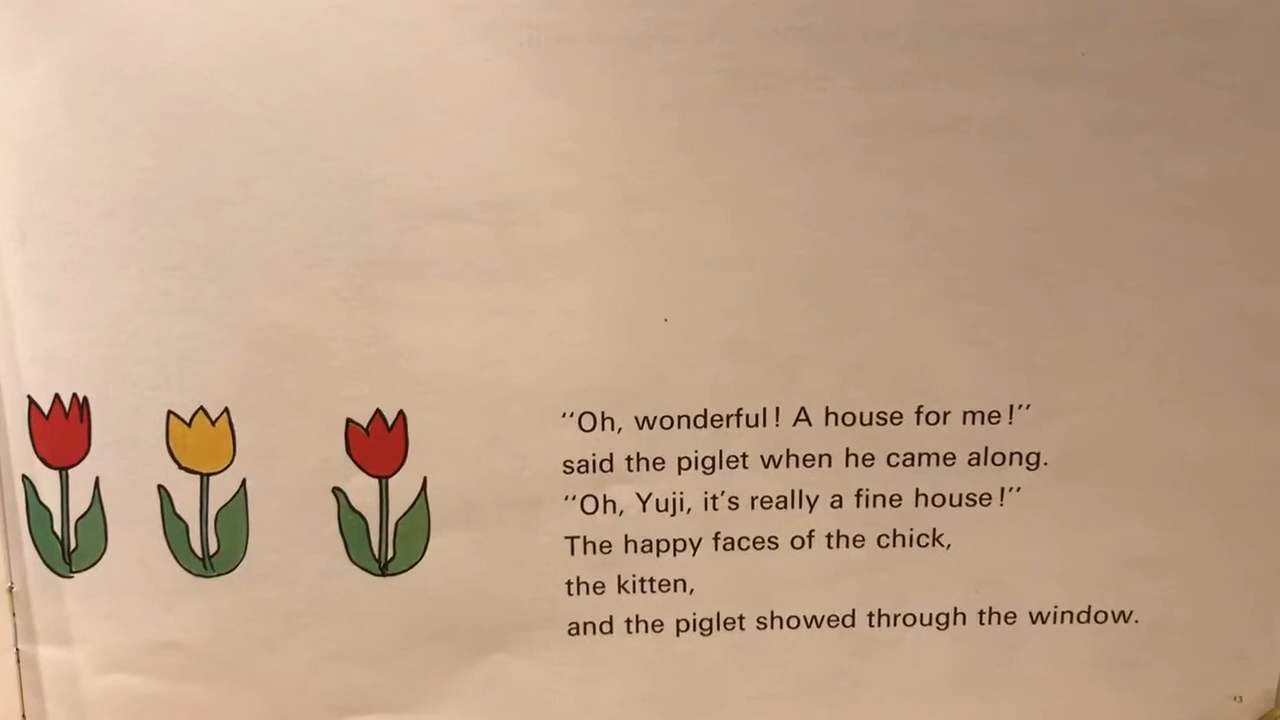 “Oh, wonderful! A house for me!”
said the piglet when he came along.
“Oh, Yuji, it's really a fine house!”
The happy faces of the chick,
the kitten,
and the piglet showed through the window.
13